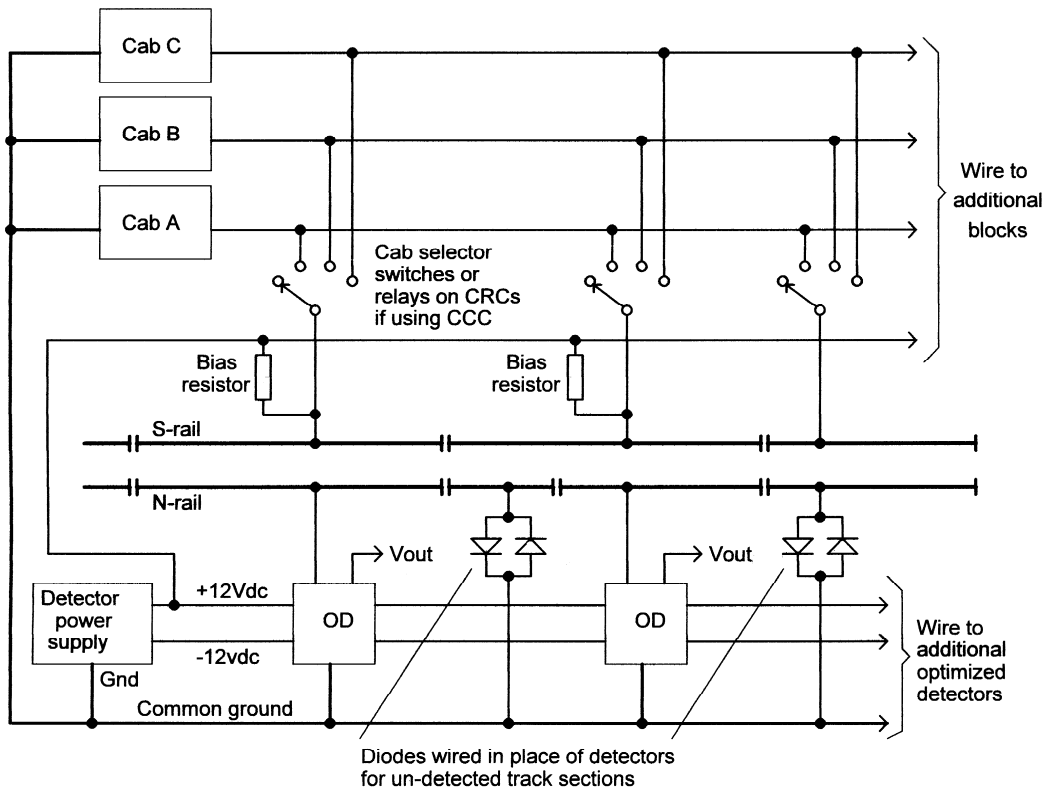 Cab C
Cab B
Cab A
Wire to
additional
blocks
Cab selector
switches or
relays on CRCs
if using CCC
Bias
resistor
Bias
resistor
S-rail
N-rail
Vout
Vout
Detector
power
supply
+12Vdc
-12vdc
OD
OD
Gnd
Common ground
Wire to
additional
optimized
detectors
Diodes wired in place of detectors
for un-detected track sections